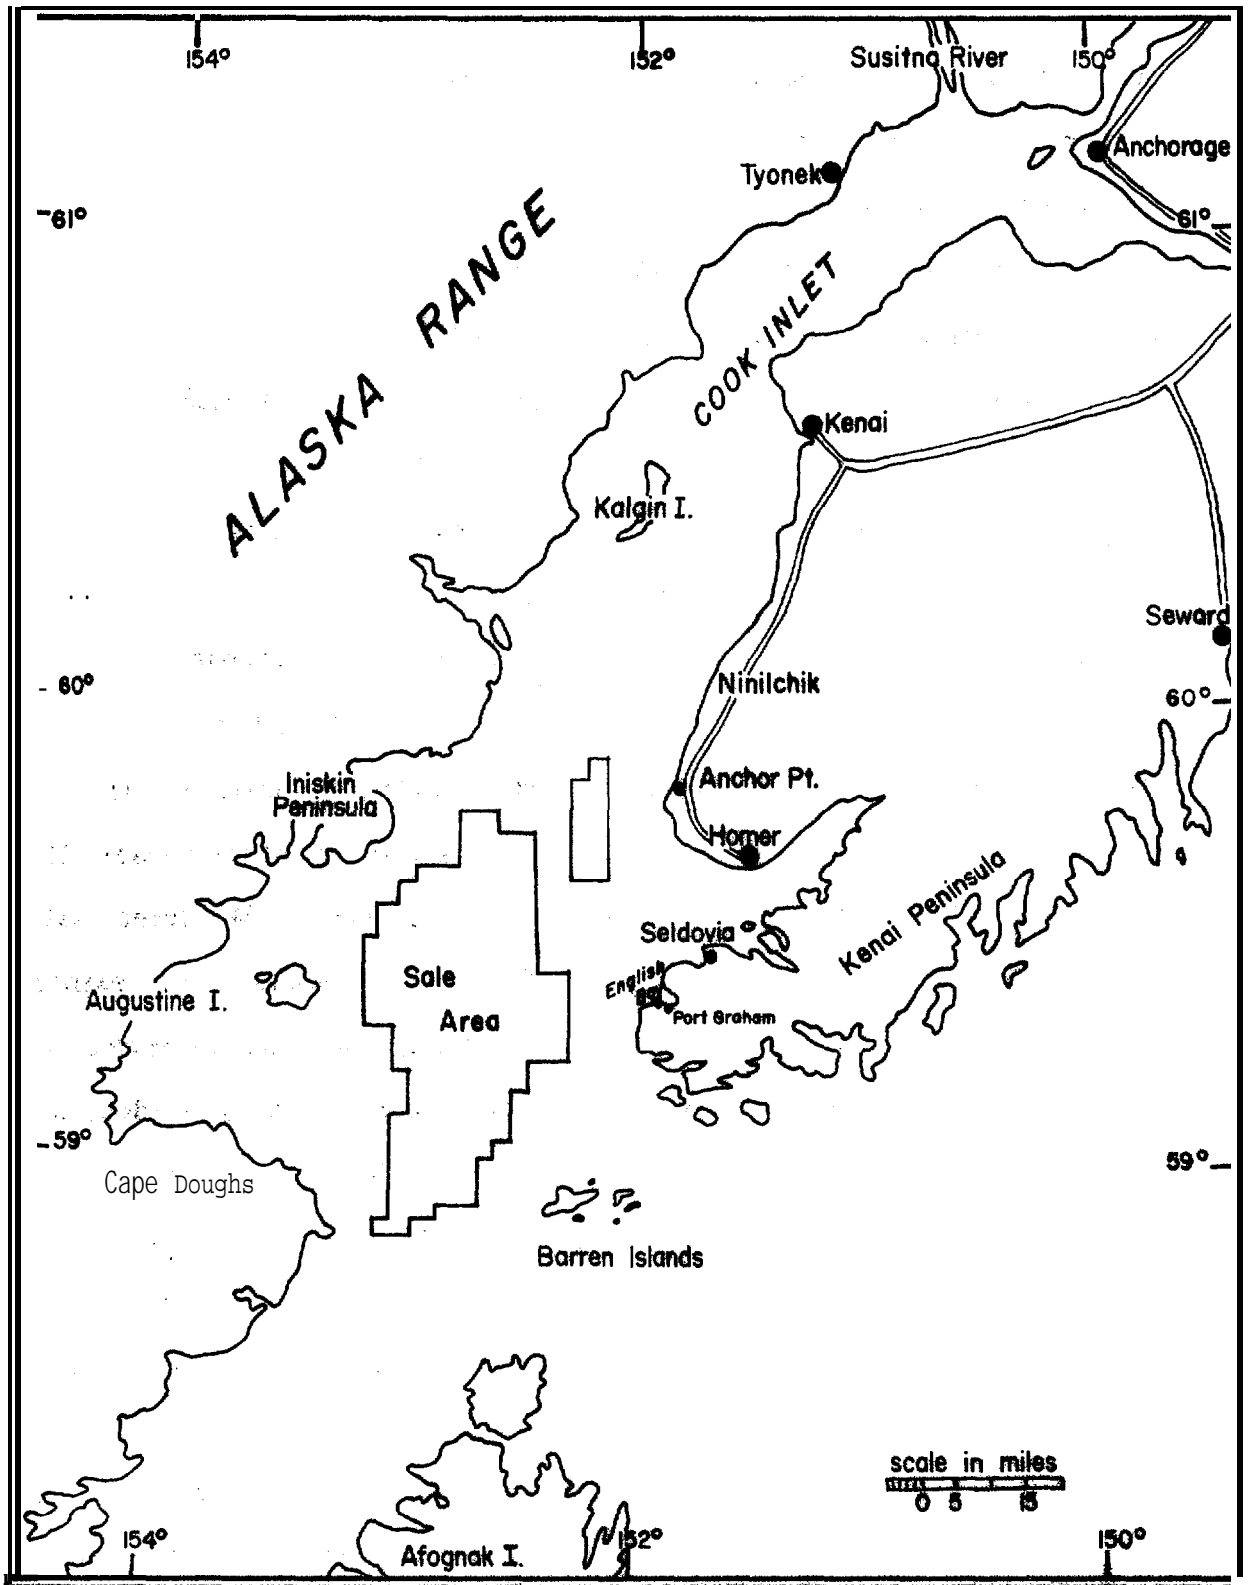 154°
152°
Susitna River
150°
Anchorage
Tyonek
61°
61°
ALASKA RANGE
COOK INLET
Kenai
Kalgin I.
Seward
Ninilchik
60°
60°
Iniskin
Peninsula
Anchor Pt.
Homer
Kenai Peninsula
Seldovia
English
Sale
Area
Augustine I.
Port Graham
59°
59°
Cape Doughs
Barren Islands
scale in miles
0 5 15
154°
152°
150°
Afognak I.